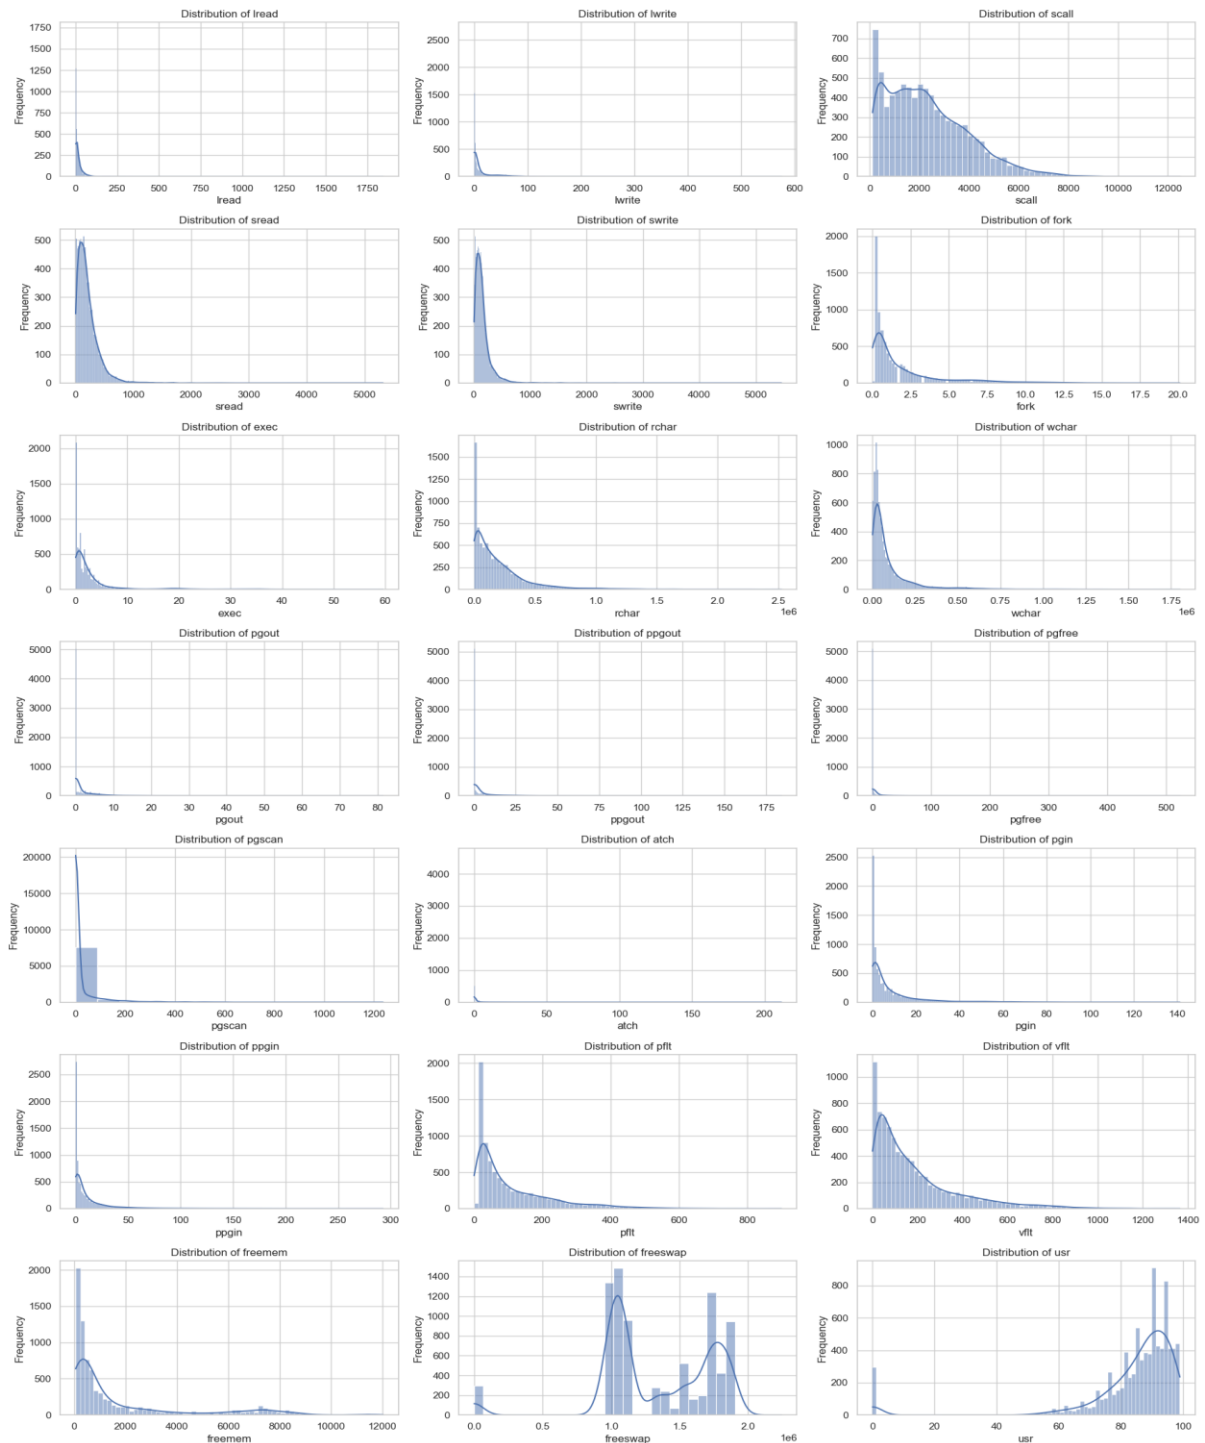 Distribution of lread
Frequency
1750
1500
1250
1000
750
500
250
0
0 250 500 750 1000 1250 1500 1750
lread
Distribution of lwrite
Frequency
2500
2000
1500
1000
500
0
0 100 200 300 400 500 600
lwrite
Distribution of scall
Frequency
700
600
500
400
300
200
100
0
0 2000 4000 6000 8000 10000 12000
scall
Distribution of sread
Frequency
500
400
300
200
100
0
0 1000 2000 3000 4000 5000
sread
Distribution of swrite
Frequency
500
400
300
200
100
0
0 1000 2000 3000 4000 5000
swrite
Distribution of fork
Frequency
2000
1500
1000
500
0
0.0 2.5 5.0 7.5 10.0 12.5 15.0 17.5 20.0
fork
Distribution of exec
Frequency
2000
1500
1000
500
0
0 10 20 30 40 50 60
exec
Distribution of rchar
Frequency
1500
1250
1000
750
500
250
0
0.0 0.5 1.0 1.5 2.0 2.5
1e6
rchar
Distribution of wchar
Frequency
1000
800
600
400
200
0
0.00 0.25 0.50 0.75 1.00 1.25 1.50 1.75
1e6
wchar
Distribution of pgout
Frequency
5000
4000
3000
2000
1000
0
0 10 20 30 40 50 60 70 80
pgout
Distribution of ppgout
Frequency
5000
4000
3000
2000
1000
0
0 25 50 75 100 125 150 175
ppgout
Distribution of pgfree
Frequency
5000
4000
3000
2000
1000
0
0 100 200 300 400 500
pgfree
Distribution of pgscan
Frequency
20000
15000
10000
5000
0
0 200 400 600 800 1000 1200
pgscan
Distribution of atch
Frequency
4000
3000
2000
1000
0
0 50 100 150 200
atch
Distribution of pgin
Frequency
2500
2000
1500
1000
500
0
0 20 40 60 80 100 120 140
pgin
Distribution of ppgin
Frequency
2500
2000
1500
1000
500
0
0 50 100 150 200 250 300
ppgin
Distribution of pflt
Frequency
2000
1500
1000
500
0
0 200 400 600 800
pflt
Distribution of vflt
Frequency
1000
800
600
400
200
0
0 200 400 600 800 1000 1200 1400
vflt
Distribution of freemem
Frequency
2000
1500
1000
500
0
0 2000 4000 6000 8000 10000 12000
freemem
Distribution of freeswap
Frequency
1400
1200
1000
800
600
400
200
0
0.0 0.5 1.0 1.5 2.0
1e6
freeswap
Distribution of usr
Frequency
800
600
400
200
0
0 20 40 60 80 100
usr